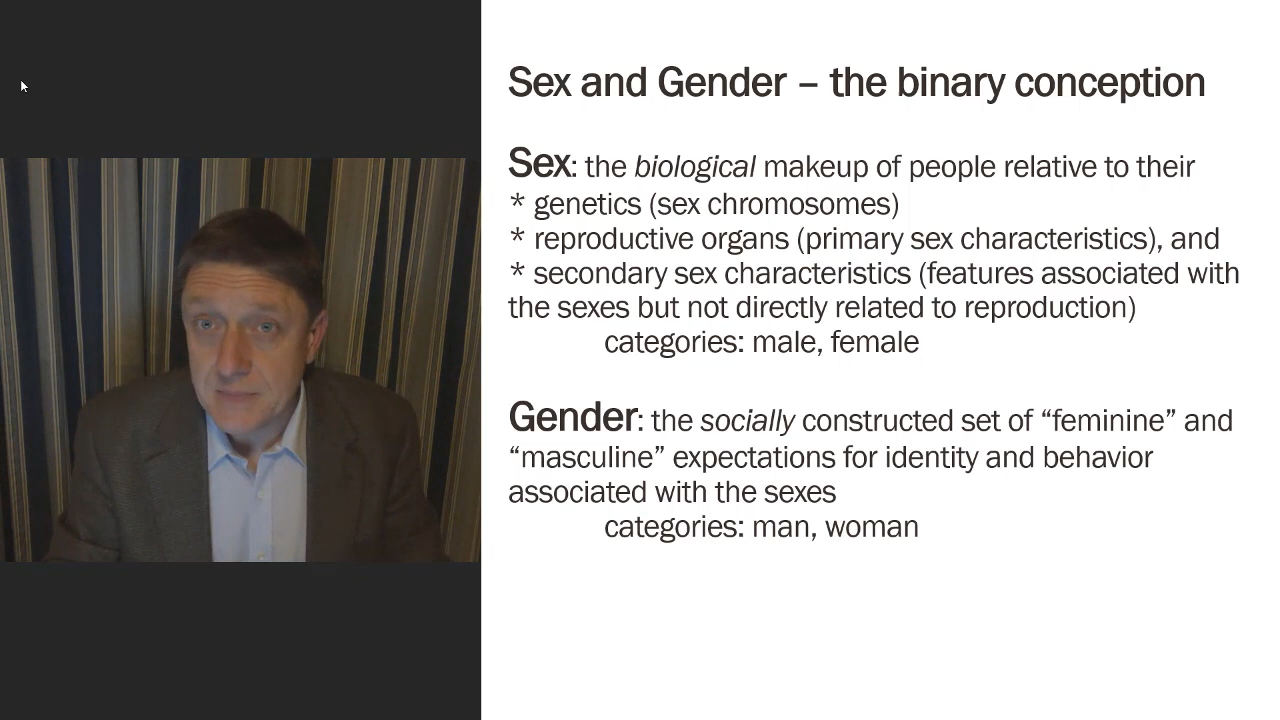 Sex and Gender – the binary conception
Sex: the biological makeup of people relative to their
* genetics (sex chromosomes)
* reproductive organs (primary sex characteristics), and
* secondary sex characteristics (features associated with
the sexes but not directly related to reproduction)
categories: male, female
Gender: the socially constructed set of “feminine” and
“masculine” expectations for identity and behavior
associated with the sexes
categories: man, woman